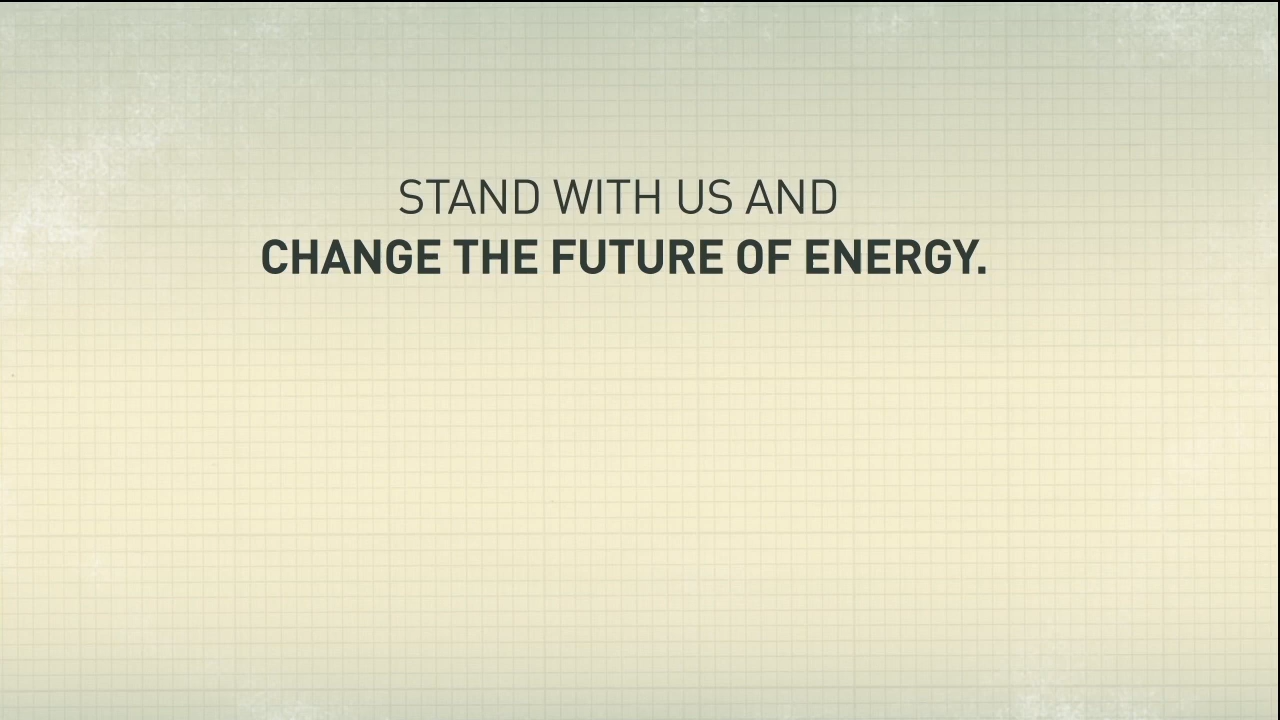 STAND WITH US AND
CHANGE THE FUTURE OF ENERGY.